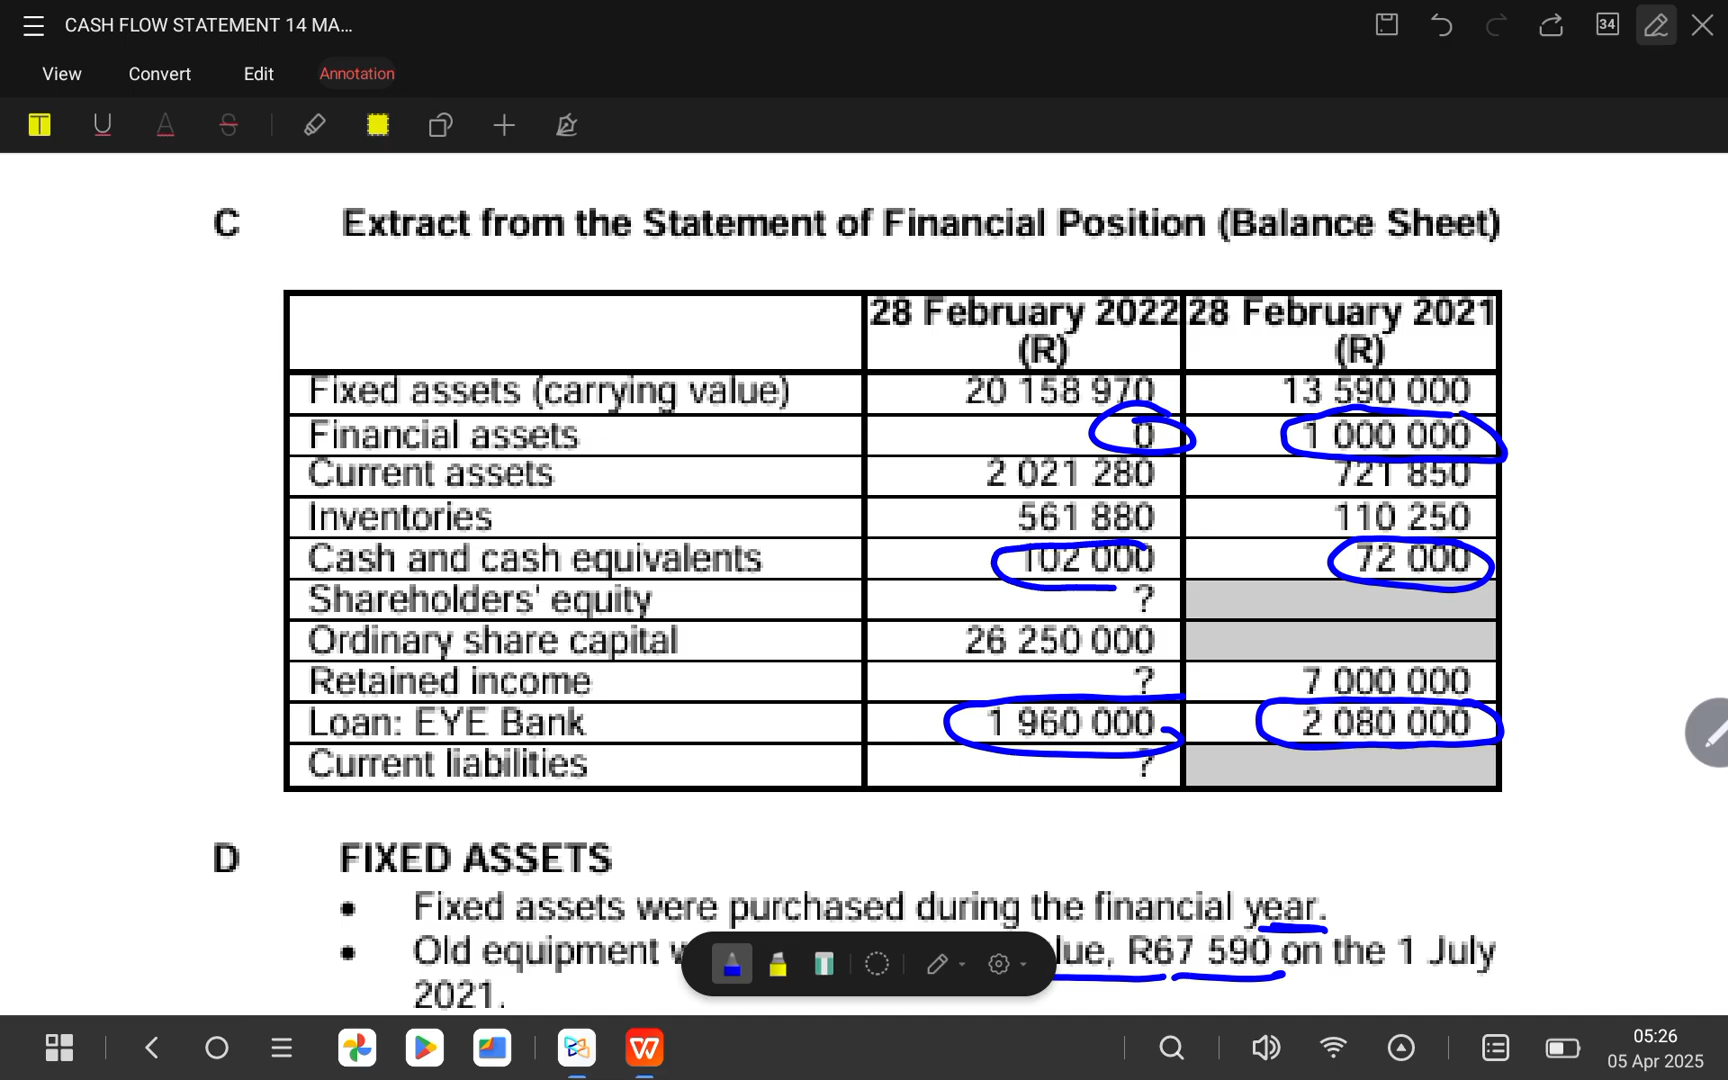 CASH FLOW STATEMENT 14 MA...
34
View Convert Edit Annotation
T U A S
C Extract from the Statement of Financial Position (Balance Sheet)
28 February 2022 (R) 28 February 2021 (R)
Fixed assets (carrying value) 20 158 970 13 590 000
Financial assets 0 1 000 000
Current assets 2 021 280 721 850
Inventories 561 880 110 250
Cash and cash equivalents 102 000 72 000
Shareholders' equity ?
Ordinary share capital 26 250 000
Retained income ? 7 000 000
Loan: EYE Bank 1 960 000 2 080 000
Current liabilities ?
D FIXED ASSETS
• Fixed assets were purchased during the financial year.
• Old equipment lue, R67 590 on the 1 July
2021.
05:26
05 Apr 2025